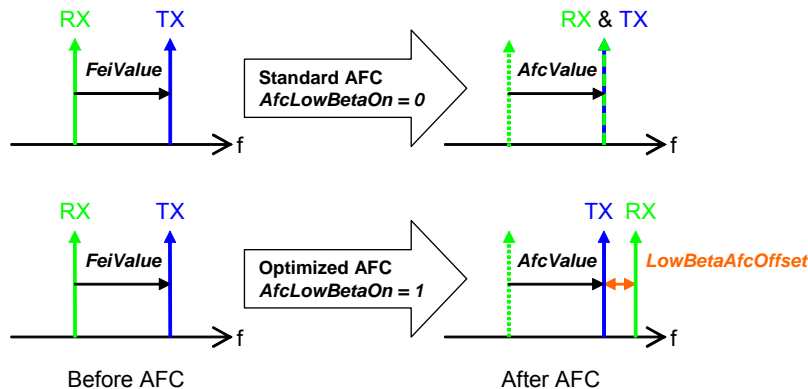 RX TX
FeiValue
f
Standard AFC
AfcLowBetaOn = 0
RX & TX
AfcValue
f
RX TX
FeiValue
f
Optimized AFC
AfcLowBetaOn = 1
TX RX
AfcValue
LowBetaAfcOffset
f
Before AFC
After AFC